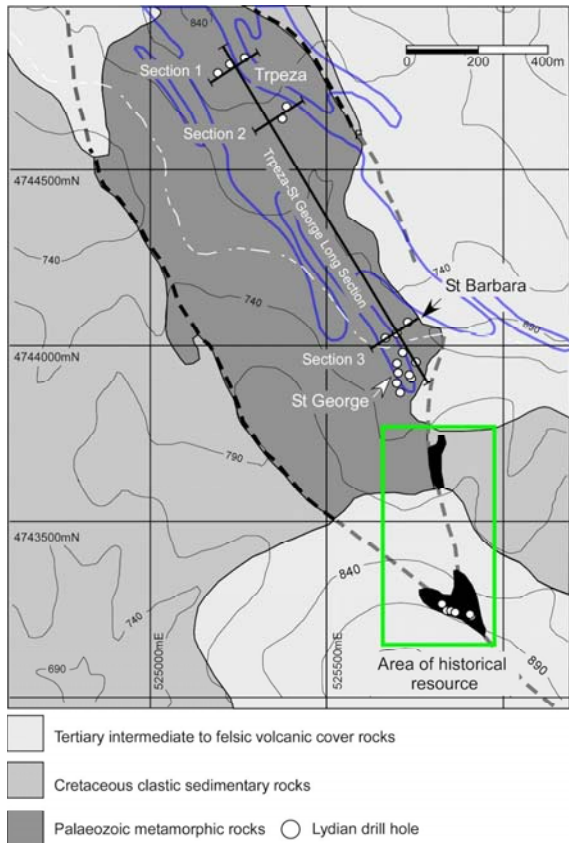 840
Section 1
Trpeza
0 200 400m
Section 2
4744500mN
Trpeza-St George Long Section
740
740
740
St Barbara
890
Section 3
4744000mN
St George
790
4743500mN
840
740
890
690
525000mE
525500mE
Area of historical
resource
Tertiary intermediate to felsic volcanic cover rocks
Cretaceous clastic sedimentary rocks
Palaeozoic metamorphic rocks
Lydian drill hole